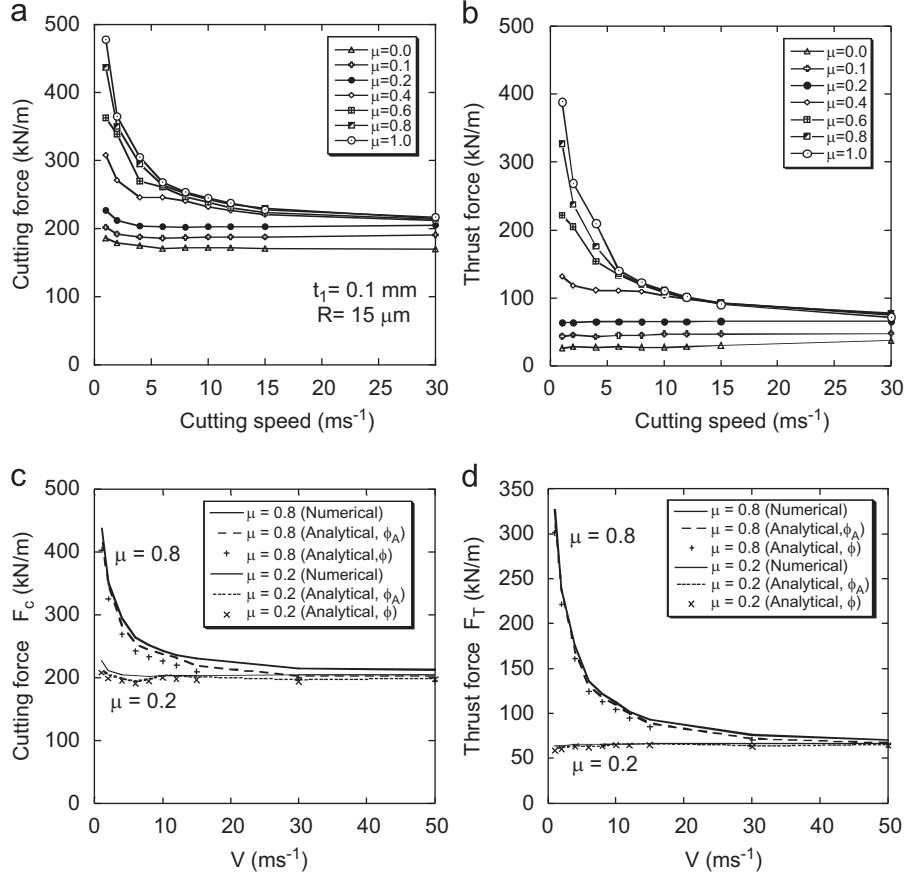 a
500
400
300
200
100
0
Cutting force (kN/m)
μ=0.0
μ=0.1
μ=0.2
μ=0.4
μ=0.6
μ=0.8
μ=1.0
t₁= 0.1 mm
R= 15 μm
0 5 10 15 20 25 30
Cutting speed (ms⁻¹)
b
500
400
300
200
100
0
Thrust force (kN/m)
μ=0.0
μ=0.1
μ=0.2
μ=0.4
μ=0.6
μ=0.8
μ=1.0
0 5 10 15 20 25 30
Cutting speed (ms⁻¹)
c
500
400
300
200
100
0
Cutting force F_c (kN/m)
μ = 0.8 (Numerical)
μ = 0.8 (Analytical, ϕ_A)
μ = 0.8 (Analytical,ϕ)
μ = 0.2 (Numerical)
μ = 0.2 (Analytical, ϕ_A)
μ = 0.2 (Analytical, ϕ)
μ = 0.8
μ = 0.2
0 10 20 30 40 50
V (ms⁻¹)
d
350
300
250
200
150
100
50
0
Thrust force F_T (kN/m)
μ = 0.8 (Numerical)
μ = 0.8 (Analytical, ϕ_A)
μ = 0.8 (Analytical,ϕ)
μ = 0.2 (Numerical)
μ = 0.2 (Analytical, ϕ_A)
μ = 0.2 (Analytical, ϕ)
μ = 0.8
μ = 0.2
0 10 20 30 40 50
V (ms⁻¹)